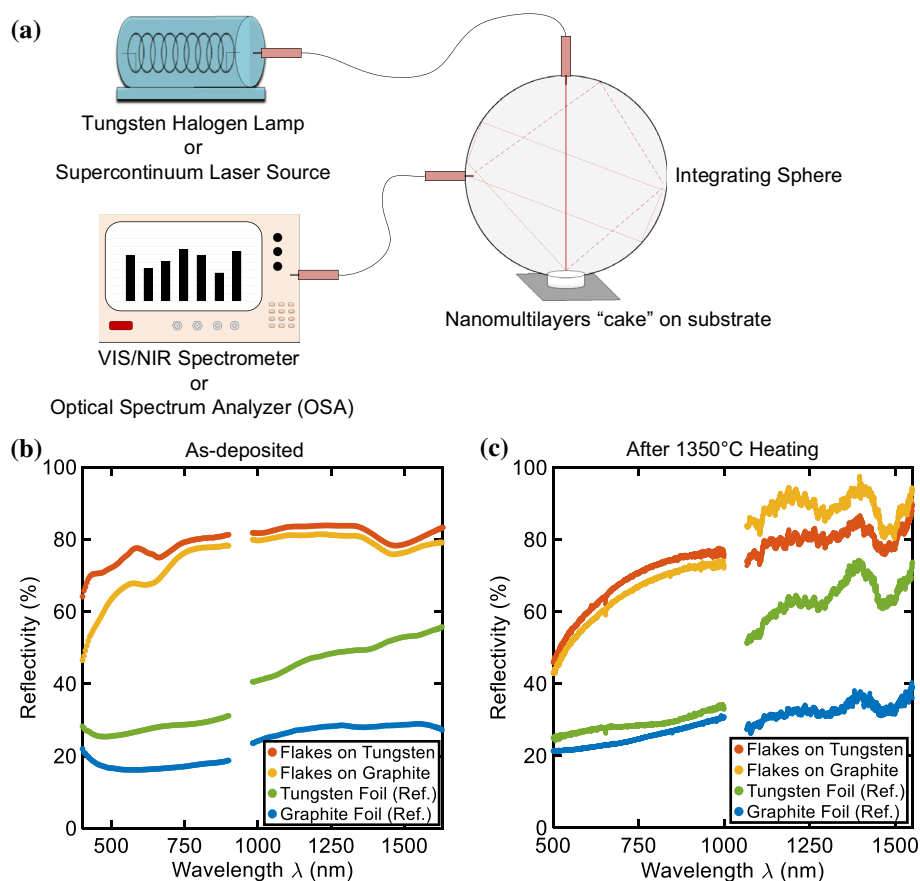 (a)
Tungsten Halogen Lamp
or
Supercontinuum Laser Source
Integrating Sphere
Nanomultilayers “cake” on substrate
VIS/NIR Spectrometer
or
Optical Spectrum Analyzer (OSA)
(b)
As-deposited
100
80
60
40
20
0
Reflectivity (%)
500
750
1000
1250
1500
Wavelength λ (nm)
Flakes on Tungsten
Flakes on Graphite
Tungsten Foil (Ref.)
Graphite Foil (Ref.)
(c)
After 1350°C Heating
100
80
60
40
20
0
Reflectivity (%)
500
750
1000
1250
1500
Wavelength λ (nm)
Flakes on Tungsten
Flakes on Graphite
Tungsten Foil (Ref.)
Graphite Foil (Ref.)